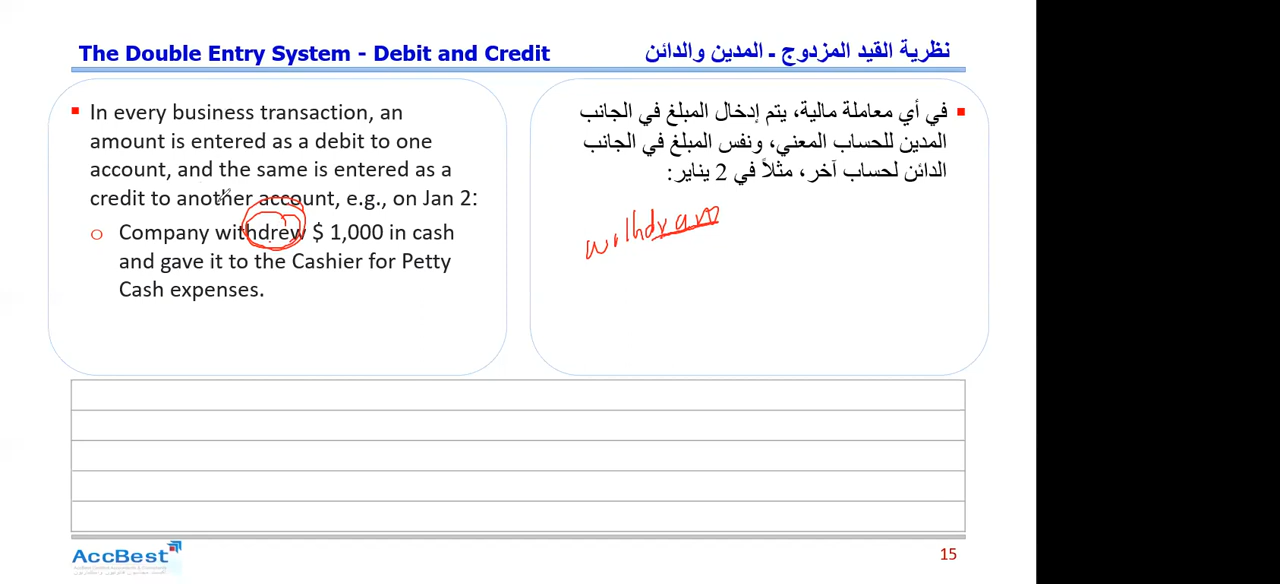 The Double Entry System - Debit and Credit
نظرية القيد المزدوج ـ المدين والدائن
In every business transaction, an
amount is entered as a debit to one
account, and the same is entered as a
credit to another account, e.g., on Jan 2:
o Company withdrew $ 1,000 in cash
and gave it to the Cashier for Petty
Cash expenses.
في أي معاملة مالية، يتم إدخال المبلغ في الجانب
المدين للحساب المعني، ونفس المبلغ في الجانب
الدائن لحساب آخر، مثلاً في 2 يناير:
withdraw
AccBest
15